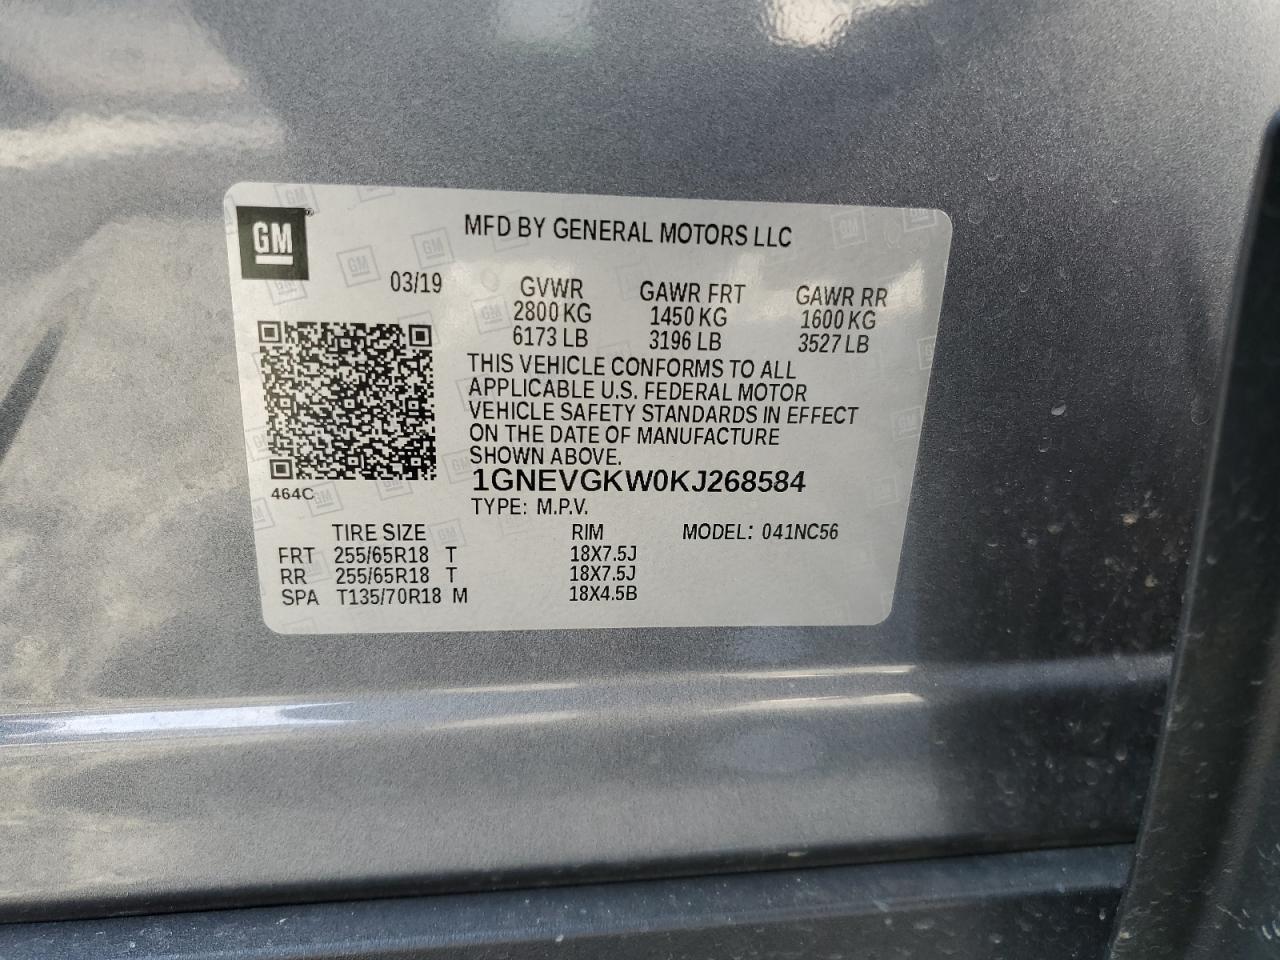 GM
MFD BY GENERAL MOTORS LLC
03/19
GVWR GAWR FRT GAWR RR
2800 KG 1450 KG 1600 KG
6173 LB 3196 LB 3527 LB
THIS VEHICLE CONFORMS TO ALL
APPLICABLE U.S. FEDERAL MOTOR
VEHICLE SAFETY STANDARDS IN EFFECT
ON THE DATE OF MANUFACTURE
SHOWN ABOVE.
464C
1GNEVGKW0KJ268584
TYPE: M.P.V.
TIRE SIZE RIM MODEL: 041NC56
FRT 255/65R18 T 18X7.5J
RR 255/65R18 T 18X7.5J
SPA T135/70R18 M 18X4.5B